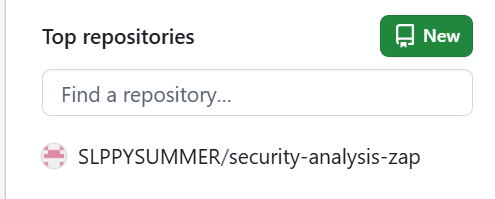 Top repositories
New
Find a repository...
SLPPYSUMMER/security-analysis-zap